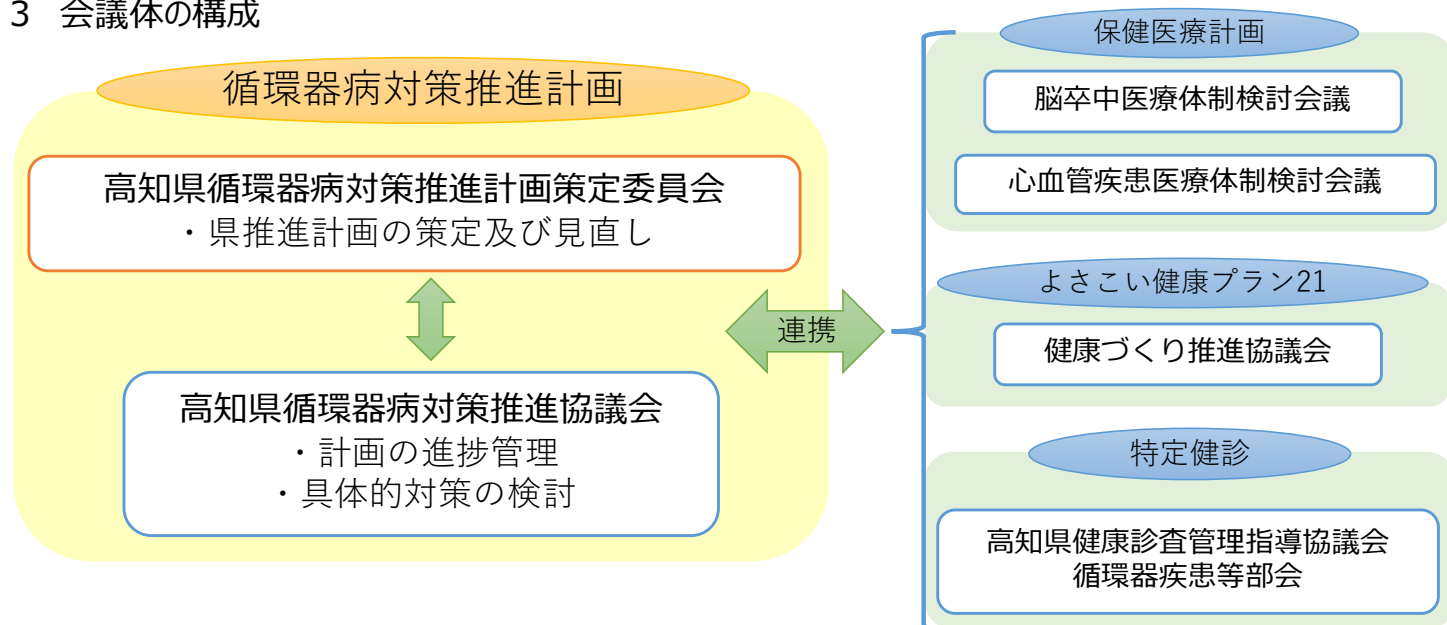 3 会議体の構成
循環器病対策推進計画
高知県循環器病対策推進計画策定委員会
・県推進計画の策定及び見直し
高知県循環器病対策推進協議会
・計画の進捗管理
・具体的対策の検討
連携
保健医療計画
脳卒中医療体制検討会議
心血管疾患医療体制検討会議
よさこい健康プラン21
健康づくり推進協議会
特定健診
高知県健康診査管理指導協議会
循環器疾患等部会